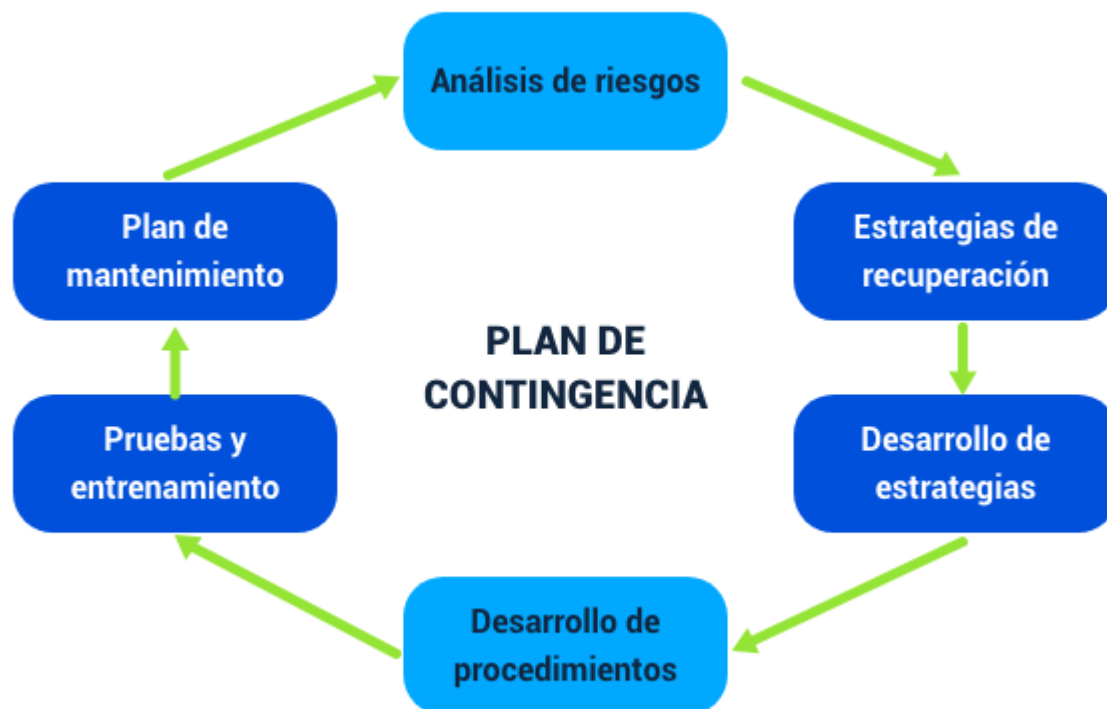 Análisis de riesgos
Estrategias de
recuperación
Desarrollo de
estrategias
Desarrollo de
procedimientos
Pruebas y
entrenamiento
Plan de
mantenimiento
PLAN DE
CONTINGENCIA